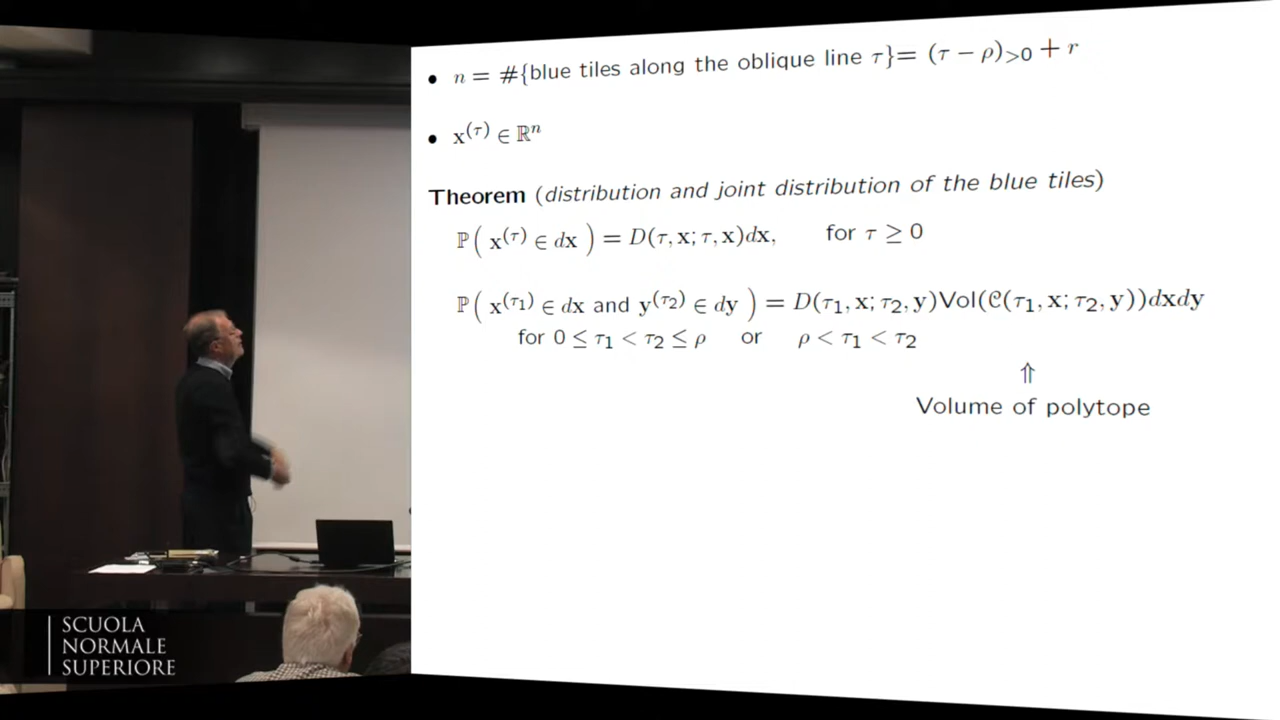 • n = #{blue tiles along the oblique line τ}= (τ − ρ)>0 + r
• x^(τ) ∈ ℝ^n
Theorem (distribution and joint distribution of the blue tiles)
ℙ( x^(τ) ∈ dx ) = D(τ, x; τ, x)dx, for τ ≥ 0
ℙ( x^(τ1) ∈ dx and y^(τ2) ∈ dy ) = D(τ1, x; τ2, y)Vol(𝒞(τ1, x; τ2, y))dxdy
for 0 ≤ τ1 < τ2 ≤ ρ or ρ < τ1 < τ2
⇑
Volume of polytope
SCUOLA
NORMALE
SUPERIORE